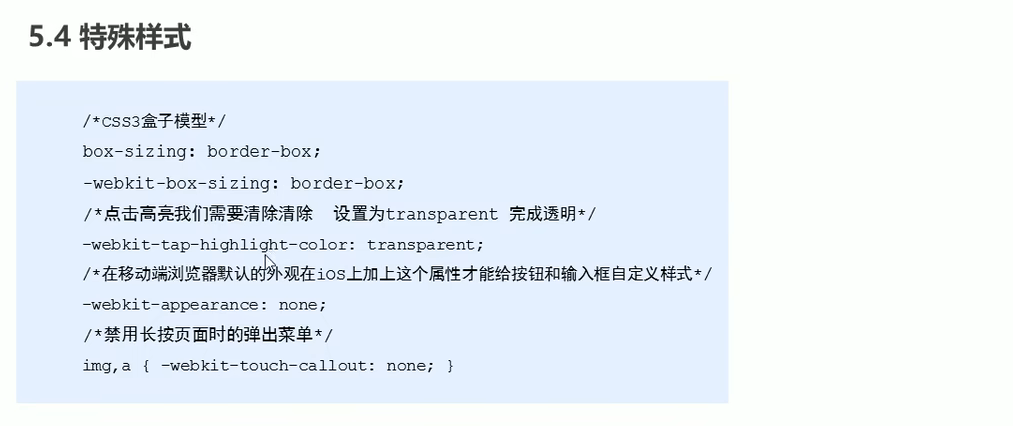 5.4 特殊样式
/*CSS3盒子模型*/
box-sizing: border-box;
-webkit-box-sizing: border-box;
/*点击高亮我们需要清除清除  设置为transparent 完成透明*/
-webkit-tap-highlight-color: transparent;
/*在移动端浏览器默认的外观在iOS上加上这个属性才能给按钮和输入框自定义样式*/
-webkit-appearance: none;
/*禁用长按页面时的弹出菜单*/
img,a { -webkit-touch-callout: none; }